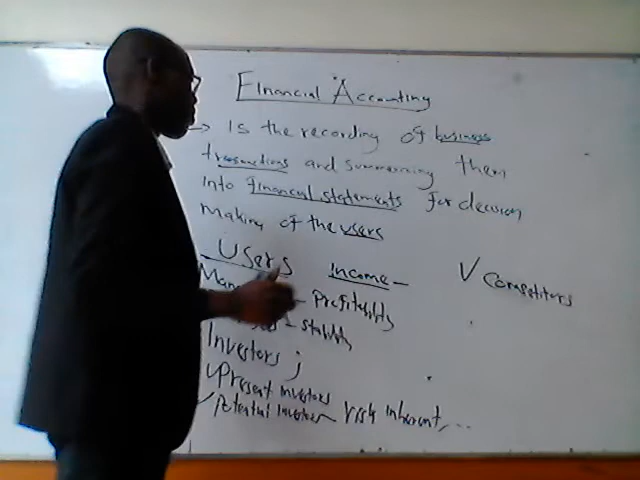 Financial Accounting
→ Is the recording of business
transactions and summarising them
into financial statements for decision
making of the users
Users Income –
– Profitability
– stability
Investors ;
✓ Present investors
✓ Potential investors risk inherent, ...
✓ Competitors